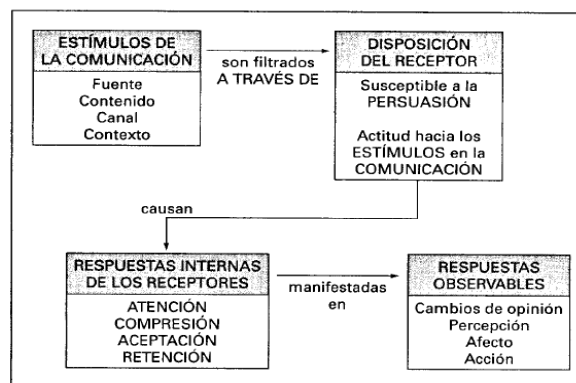 ESTÍMULOS DE
LA COMUNICACIÓN
Fuente
Contenido
Canal
Contexto
son filtrados
A TRAVÉS DE
DISPOSICIÓN
DEL RECEPTOR
Susceptible a la
PERSUASIÓN
Actitud hacia los
ESTÍMULOS en la
COMUNICACIÓN
causan
RESPUESTAS INTERNAS
DE LOS RECEPTORES
ATENCIÓN
COMPRESIÓN
ACEPTACIÓN
RETENCIÓN
manifestadas
en
RESPUESTAS
OBSERVABLES
Cambios de opinión
Percepción
Afecto
Acción